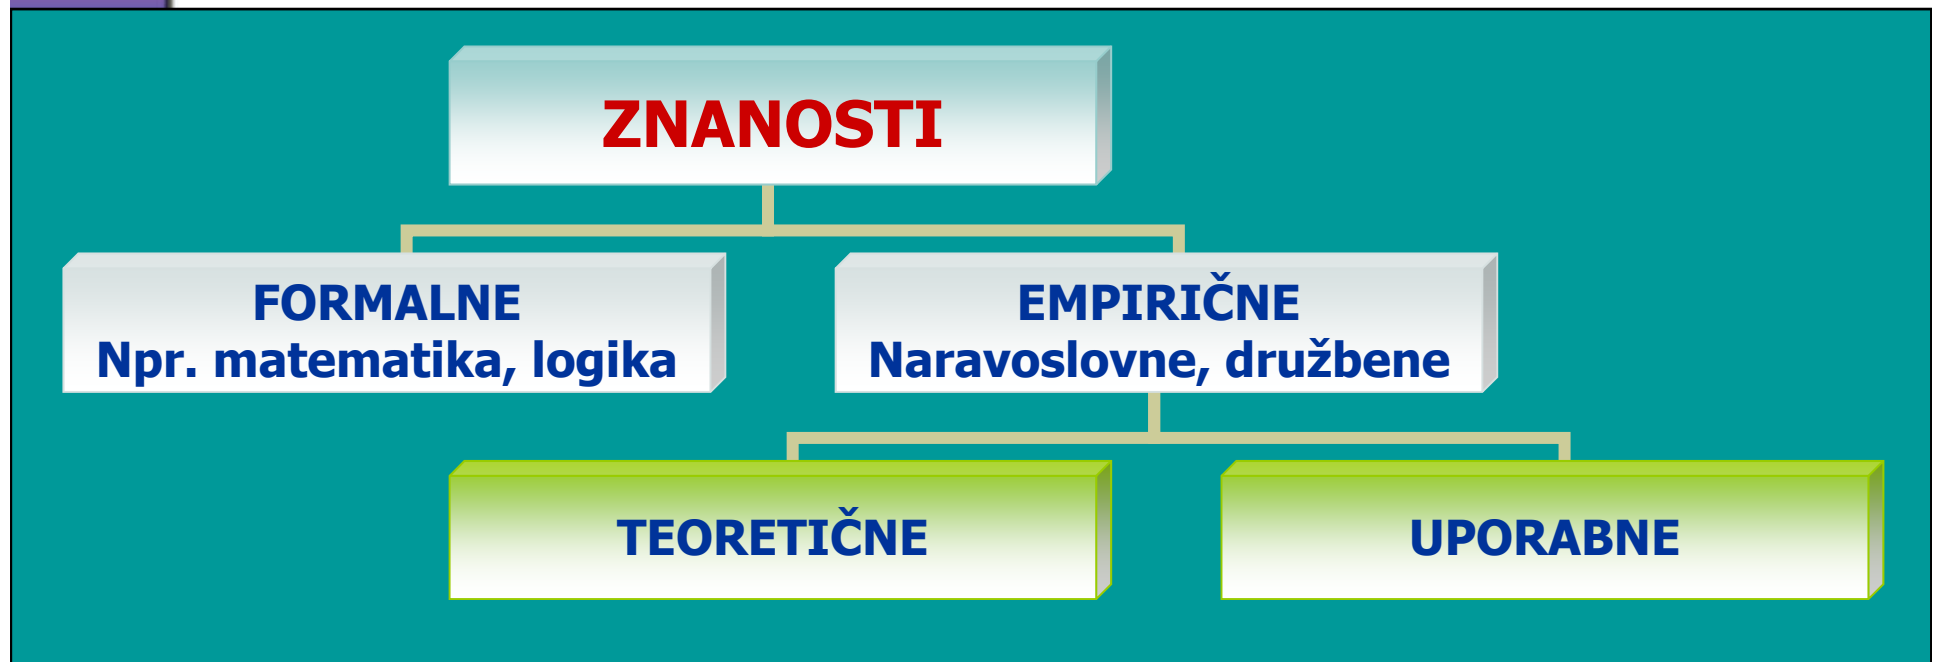 ZNANOSTI
FORMALNE
Npr. matematika, logika
EMPIRIČNE
Naravoslovne, družbene
TEORETIČNE
UPORABNE